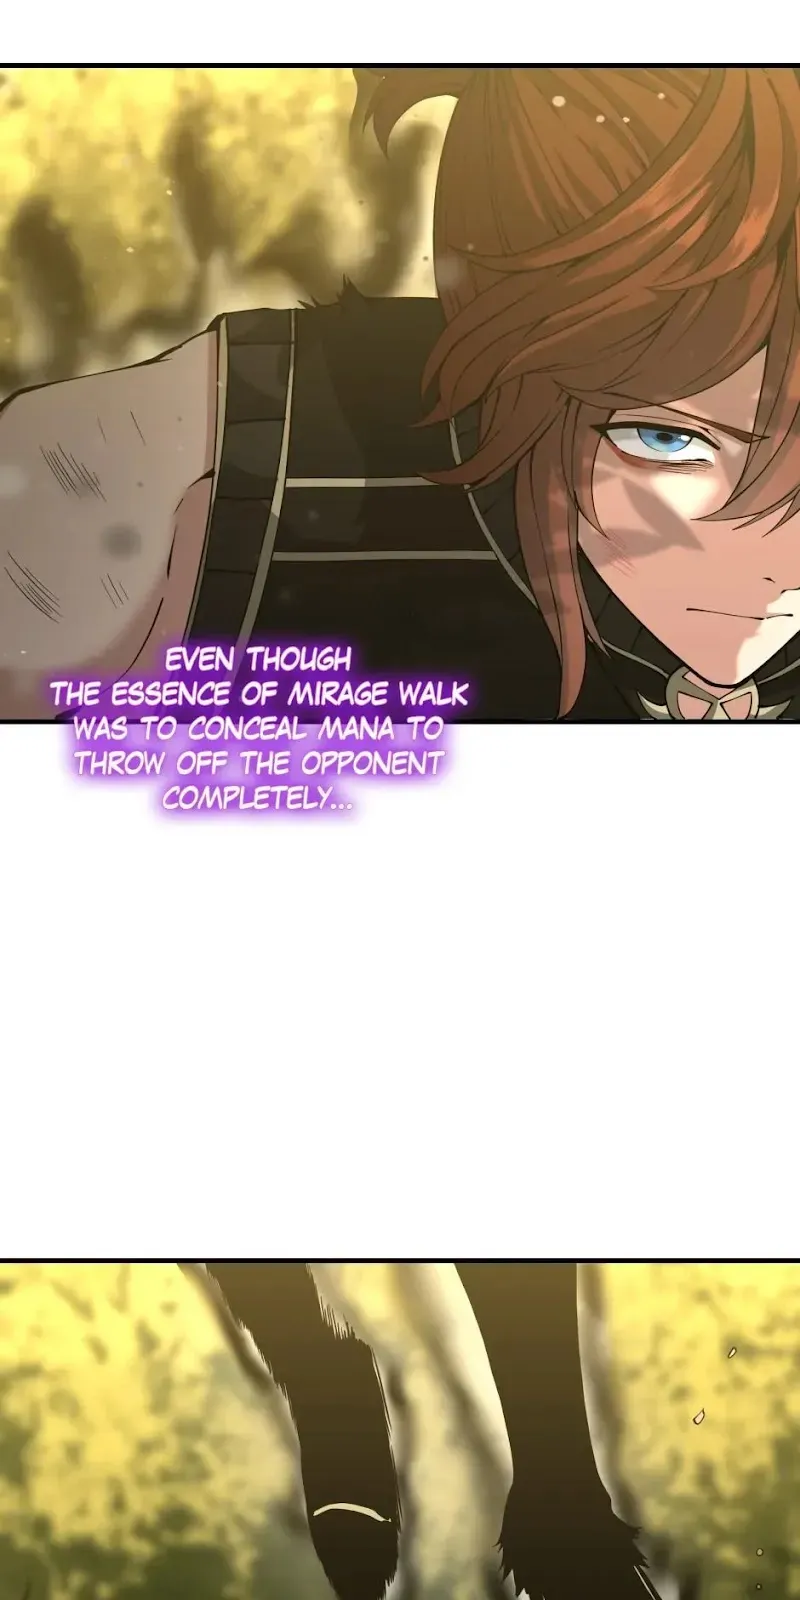 EVEN THOUGH
THE ESSENCE OF MIRAGE WALK
WAS TO CONCEAL MANA TO
THROW OFF THE OPPONENT
COMPLETELY...